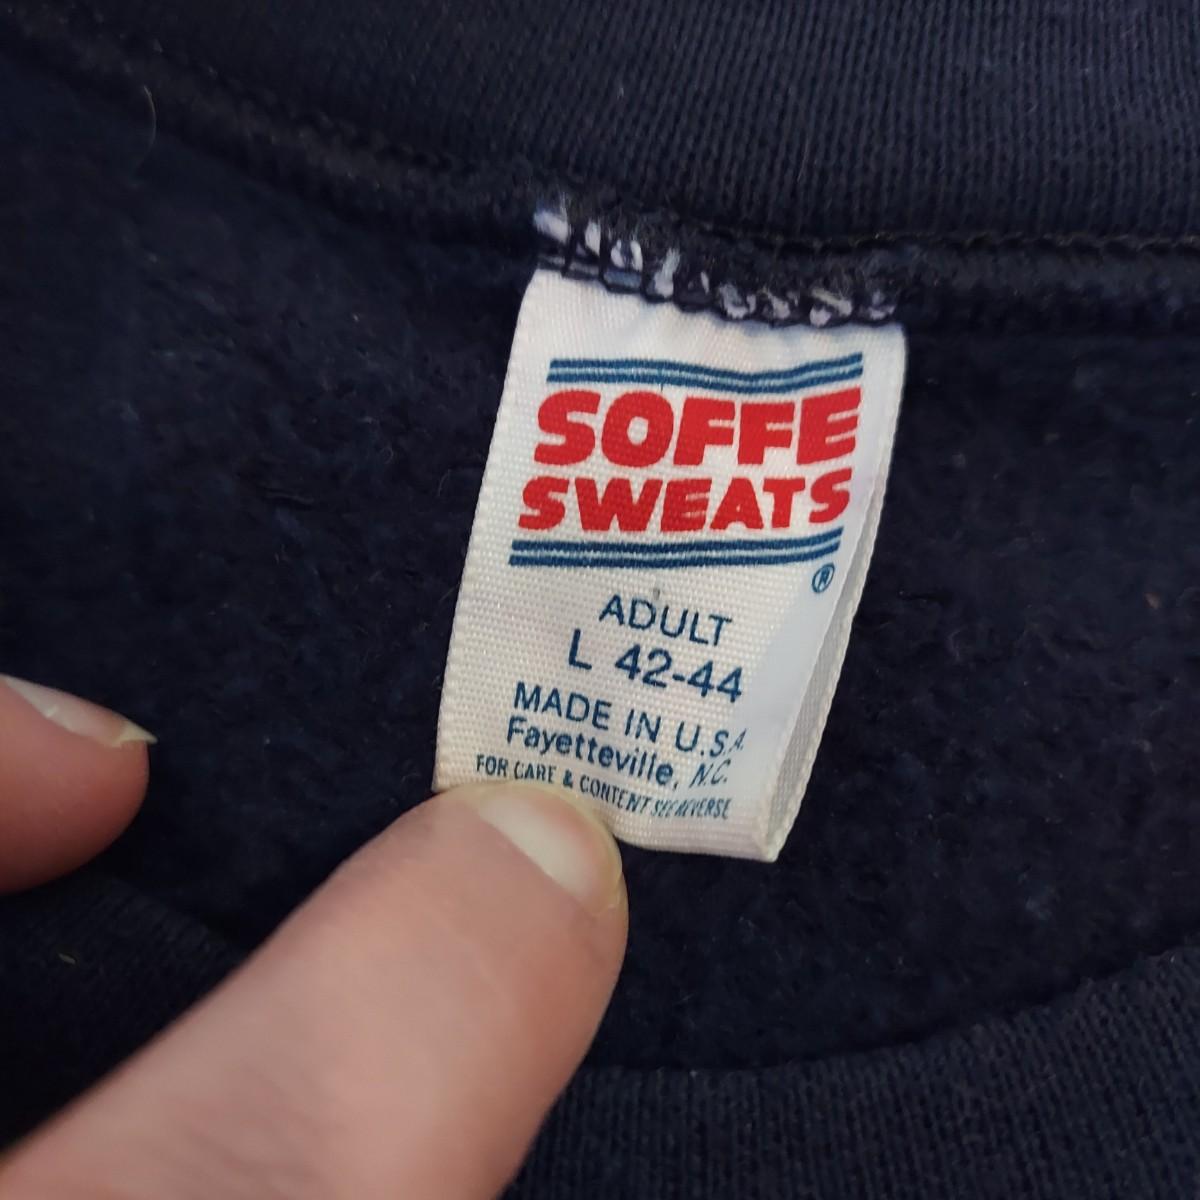 SOFFE
SWEATS
®
ADULT
L 42-44
MADE IN U.S.A.
Fayetteville, N.C.
FOR CARE & CONTENT SEE REVERSE